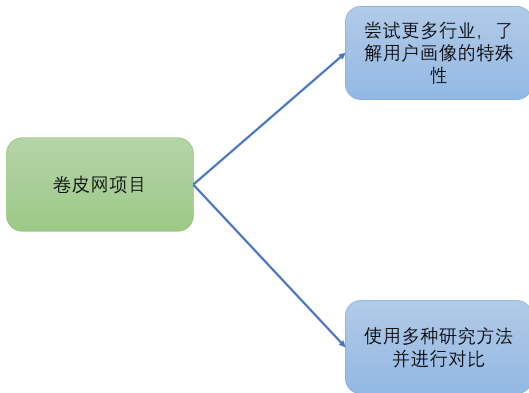 尝试更多行业，了
解用户画像的特殊
性
卷皮网项目
使用多种研究方法
并进行对比